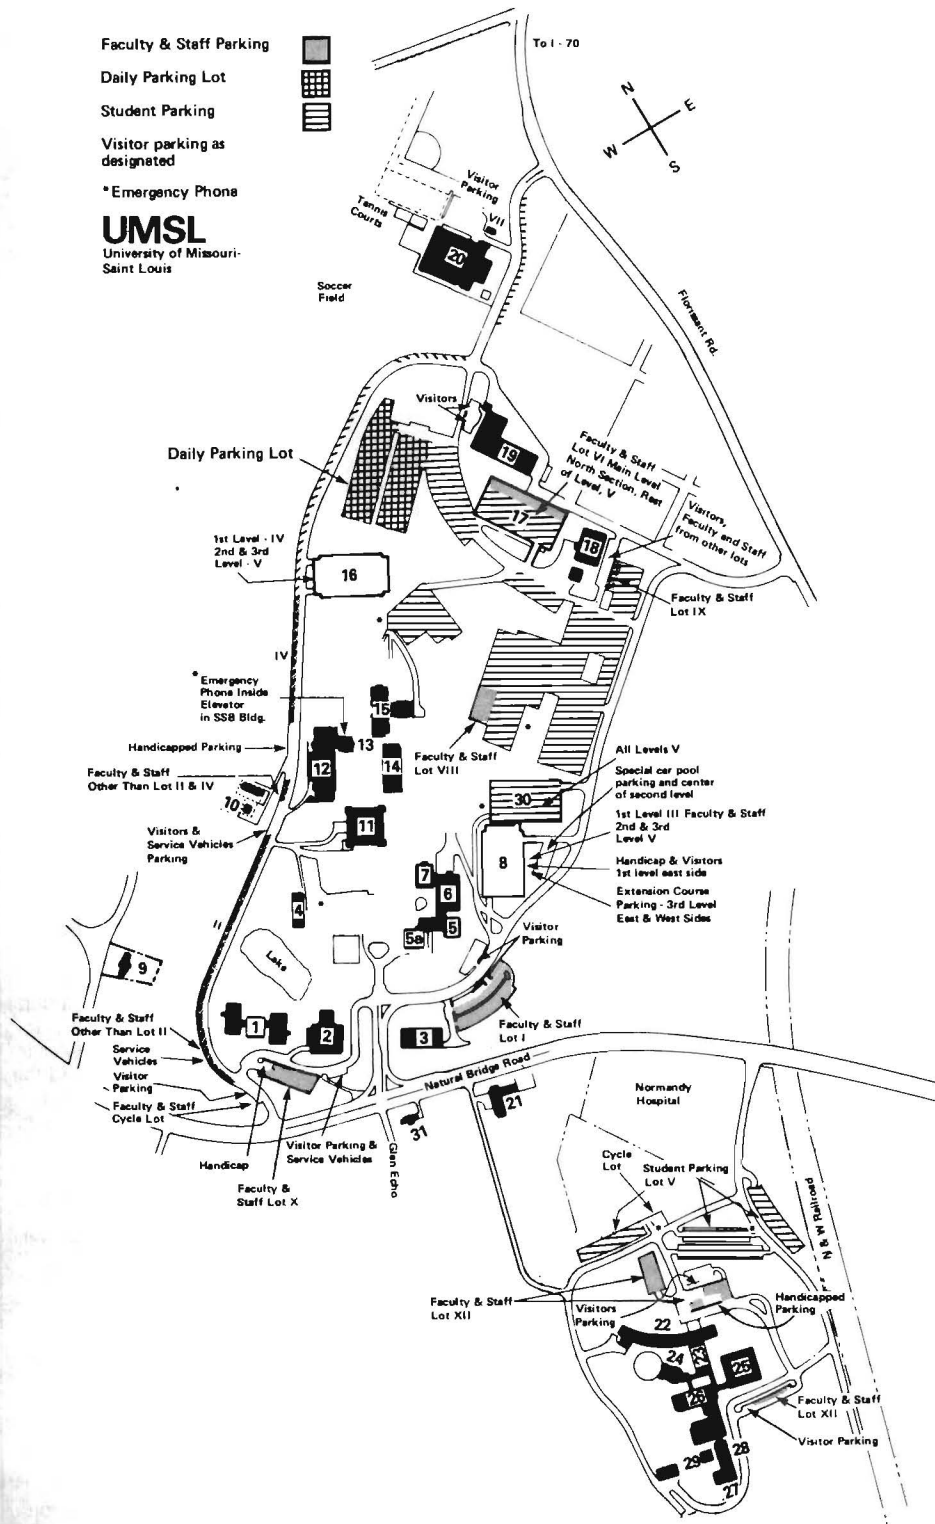 Faculty & Staff Parking
Daily Parking Lot
Student Parking
Visitor parking as
designated
*Emergency Phone
UMSL
University of Missouri-
Saint Louis
To I - 70
N
E
W
S
Visitor
Parking
Tennis
Courts
VII
20
Soccer
Field
Florissant Rd.
Visitors
19
Daily Parking Lot
Faculty & Staff
Lot VI Main Level
North Section, Rest
of Level, V
17
18
Visitors,
Faculty and Staff
from other lots
1st Level - IV
2nd & 3rd
Level - V
16
Faculty & Staff
Lot IX
IV
*Emergency
Phone Inside
Elevator
in SSB Bldg.
15
13
Handicapped Parking
12
14
Faculty & Staff
Lot VIII
Faculty & Staff
Other Than Lot II & IV
10
All Levels V
Special car pool
parking and center
of second level
30
1st Level III Faculty & Staff
2nd & 3rd
Level V
11
Visitors &
Service Vehicles
Parking
8
Handicap & Visitors
1st level east side
7
6
Extension Course
Parking - 3rd Level
East & West Sides
4
II
5
5a
Visitor
Parking
Lake
9
Faculty & Staff
Other Than Lot II
1
2
3
Faculty & Staff
Lot I
Service
Vehicles
Visitor
Parking
Faculty & Staff
Cycle Lot
Natural Bridge Road
21
Normandy
Hospital
31
Glen Echo
Visitor Parking &
Service Vehicles
Handicap
Faculty &
Staff Lot X
Cycle
Lot
Student Parking
Lot V
N & W Railroad
Faculty & Staff
Lot XII
Visitors
Parking
Handicapped
Parking
22
24
23
25
26
Faculty & Staff
Lot XII
Visitor Parking
29
28
27